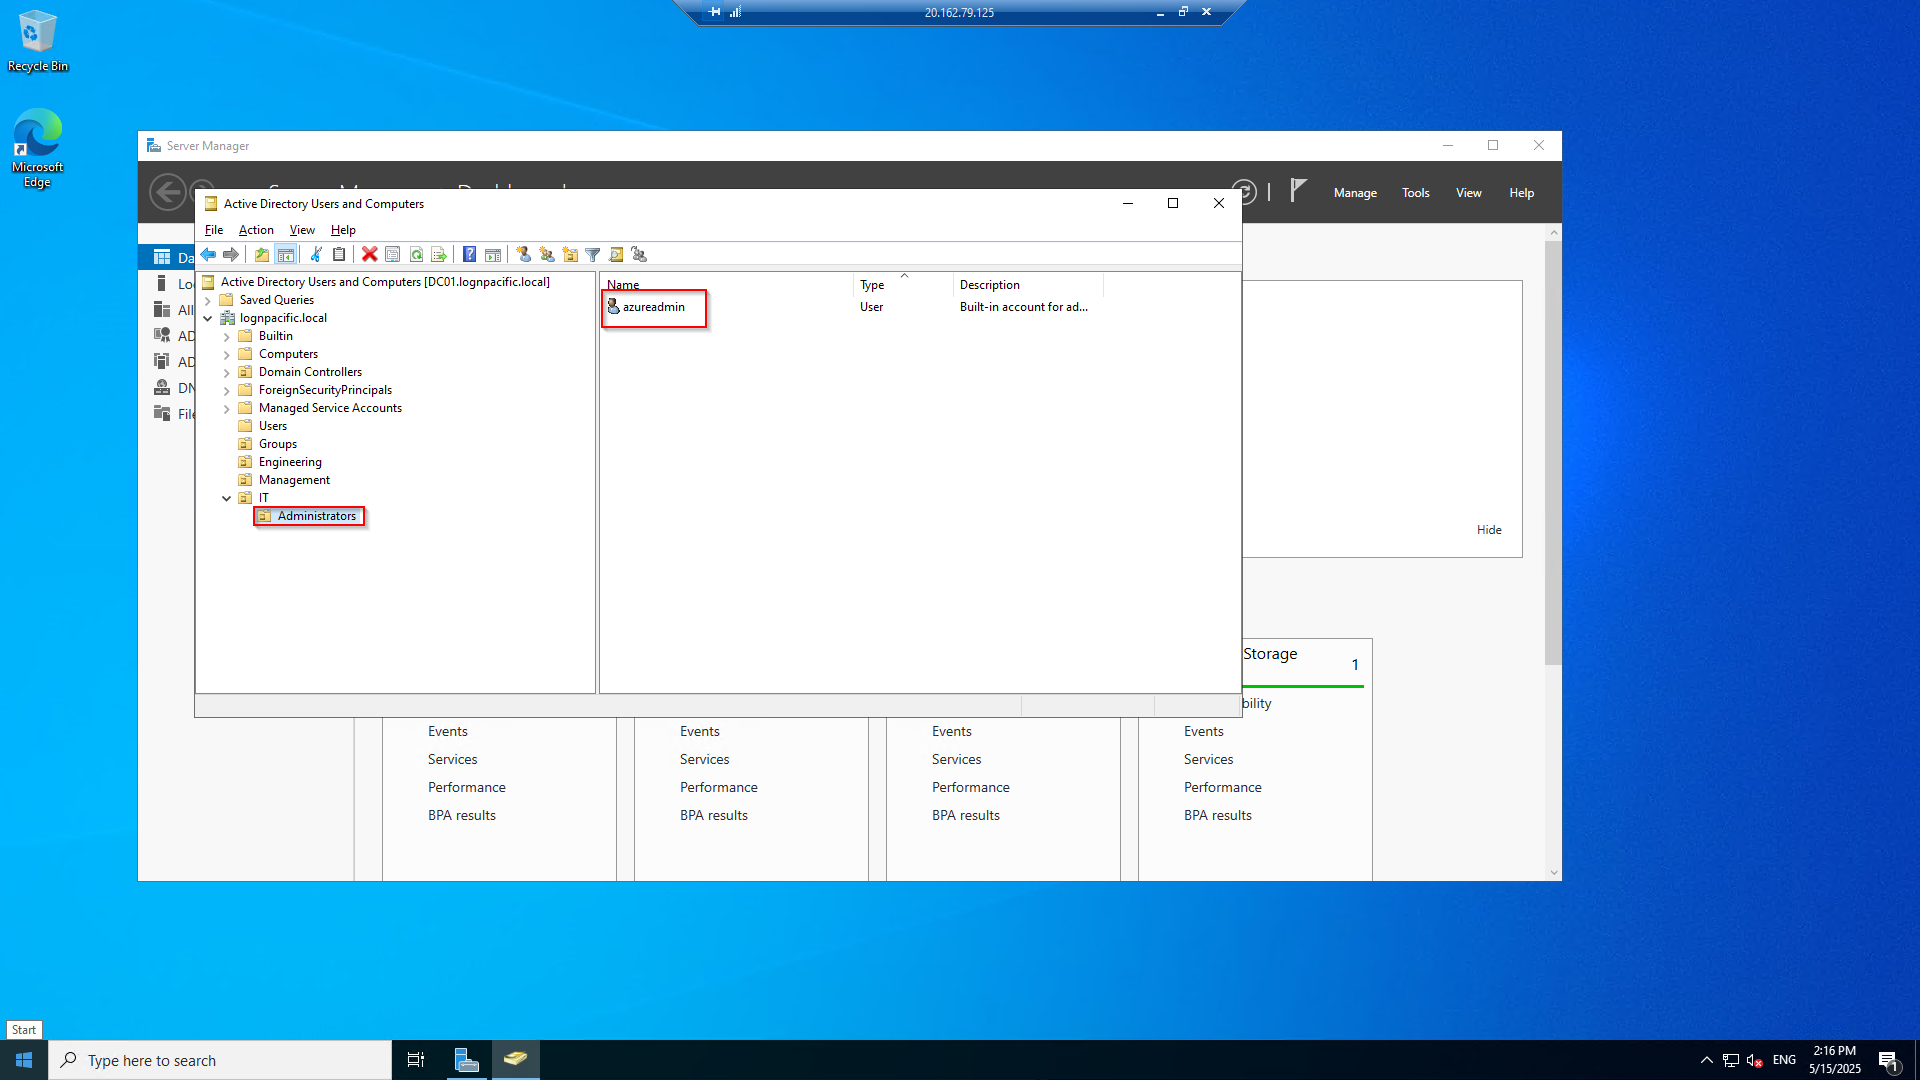 20.162.79.125
Recycle Bin
Microsoft
Edge
Server Manager
Manage
Tools
View
Help
Active Directory Users and Computers
File
Action
View
Help
Active Directory Users and Computers [DC01.lognpacific.local]
Saved Queries
lognpacific.local
Builtin
Computers
Domain Controllers
ForeignSecurityPrincipals
Managed Service Accounts
Users
Groups
Engineering
Management
IT
Administrators
Name
Type
Description
azureadmin
User
Built-in account for ad...
Da
Lo
All
AD
AD
DN
File
Hide
Storage
1
bility
Events
Services
Performance
BPA results
Events
Services
Performance
BPA results
Events
Services
Performance
BPA results
Events
Services
Performance
BPA results
Start
Type here to search
ENG
2:16 PM
5/15/2025
1